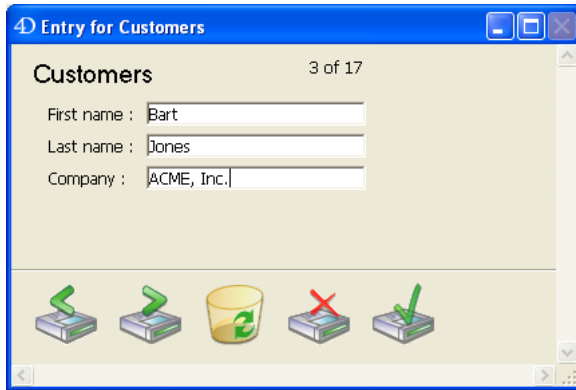 4D Entry for Customers
Customers
3 of 17
First name : Bart
Last name : Jones
Company : ACME, Inc.